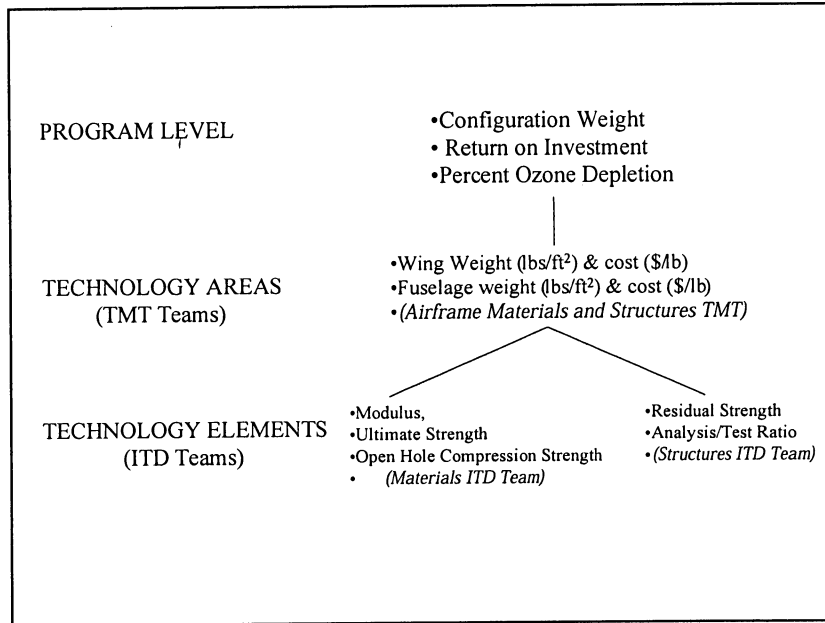 PROGRAM LEVEL
•Configuration Weight
• Return on Investment
•Percent Ozone Depletion
TECHNOLOGY AREAS
(TMT Teams)
•Wing Weight (lbs/ft²) & cost ($/lb)
•Fuselage weight (lbs/ft²) & cost ($/lb)
•(Airframe Materials and Structures TMT)
TECHNOLOGY ELEMENTS
(ITD Teams)
•Modulus,
•Ultimate Strength
•Open Hole Compression Strength
• (Materials ITD Team)
•Residual Strength
•Analysis/Test Ratio
•(Structures ITD Team)